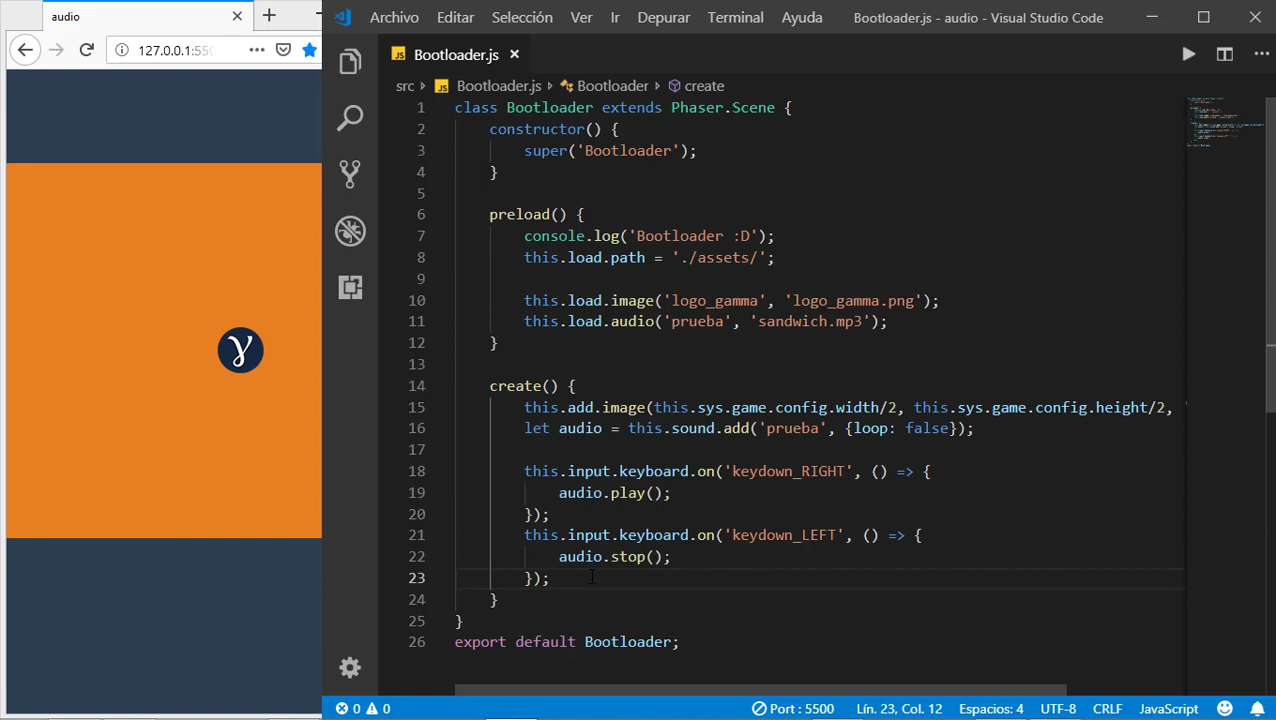 audio
127.0.0.1:550
γ
Archivo Editar Selección Ver Ir Depurar Terminal Ayuda Bootloader.js - audio - Visual Studio Code
JS Bootloader.js
src JS Bootloader.js Bootloader create
1 class Bootloader extends Phaser.Scene {
2 constructor() {
3 super('Bootloader');
4 }
5
6 preload() {
7 console.log('Bootloader :D');
8 this.load.path = './assets/';
9
10 this.load.image('logo_gamma', 'logo_gamma.png');
11 this.load.audio('prueba', 'sandwich.mp3');
12 }
13
14 create() {
15 this.add.image(this.sys.game.config.width/2, this.sys.game.config.height/2, '
16 let audio = this.sound.add('prueba', {loop: false});
17
18 this.input.keyboard.on('keydown_RIGHT', () => {
19 audio.play();
20 });
21 this.input.keyboard.on('keydown_LEFT', () => {
22 audio.stop();
23 });
24 }
25 }
26 export default Bootloader;
0 0 Port : 5500 Lín. 23, Col. 12 Espacios: 4 UTF-8 CRLF JavaScript